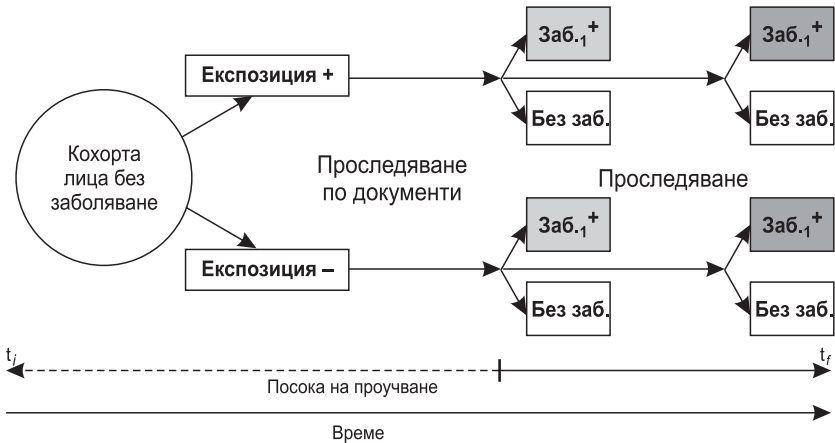 Заб.₁⁺
Заб.₁⁺
Експозиция +
Без заб.
Без заб.
Кохорта
лица без
заболяване
Проследяване
по документи
Проследяване
Заб.₁⁺
Заб.₁⁺
Експозиция –
Без заб.
Без заб.
tᵢ
t_f
Посока на проучване
Време